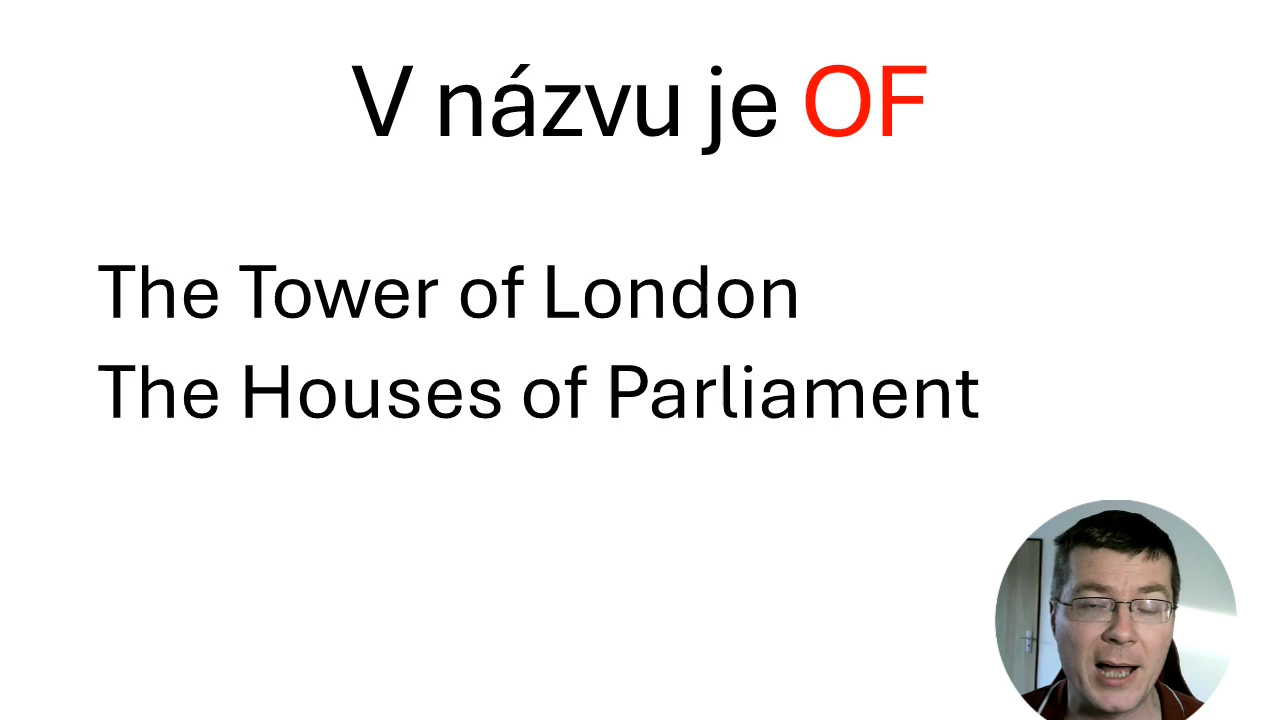 V názvu je OF
The Tower of London
The Houses of Parliament